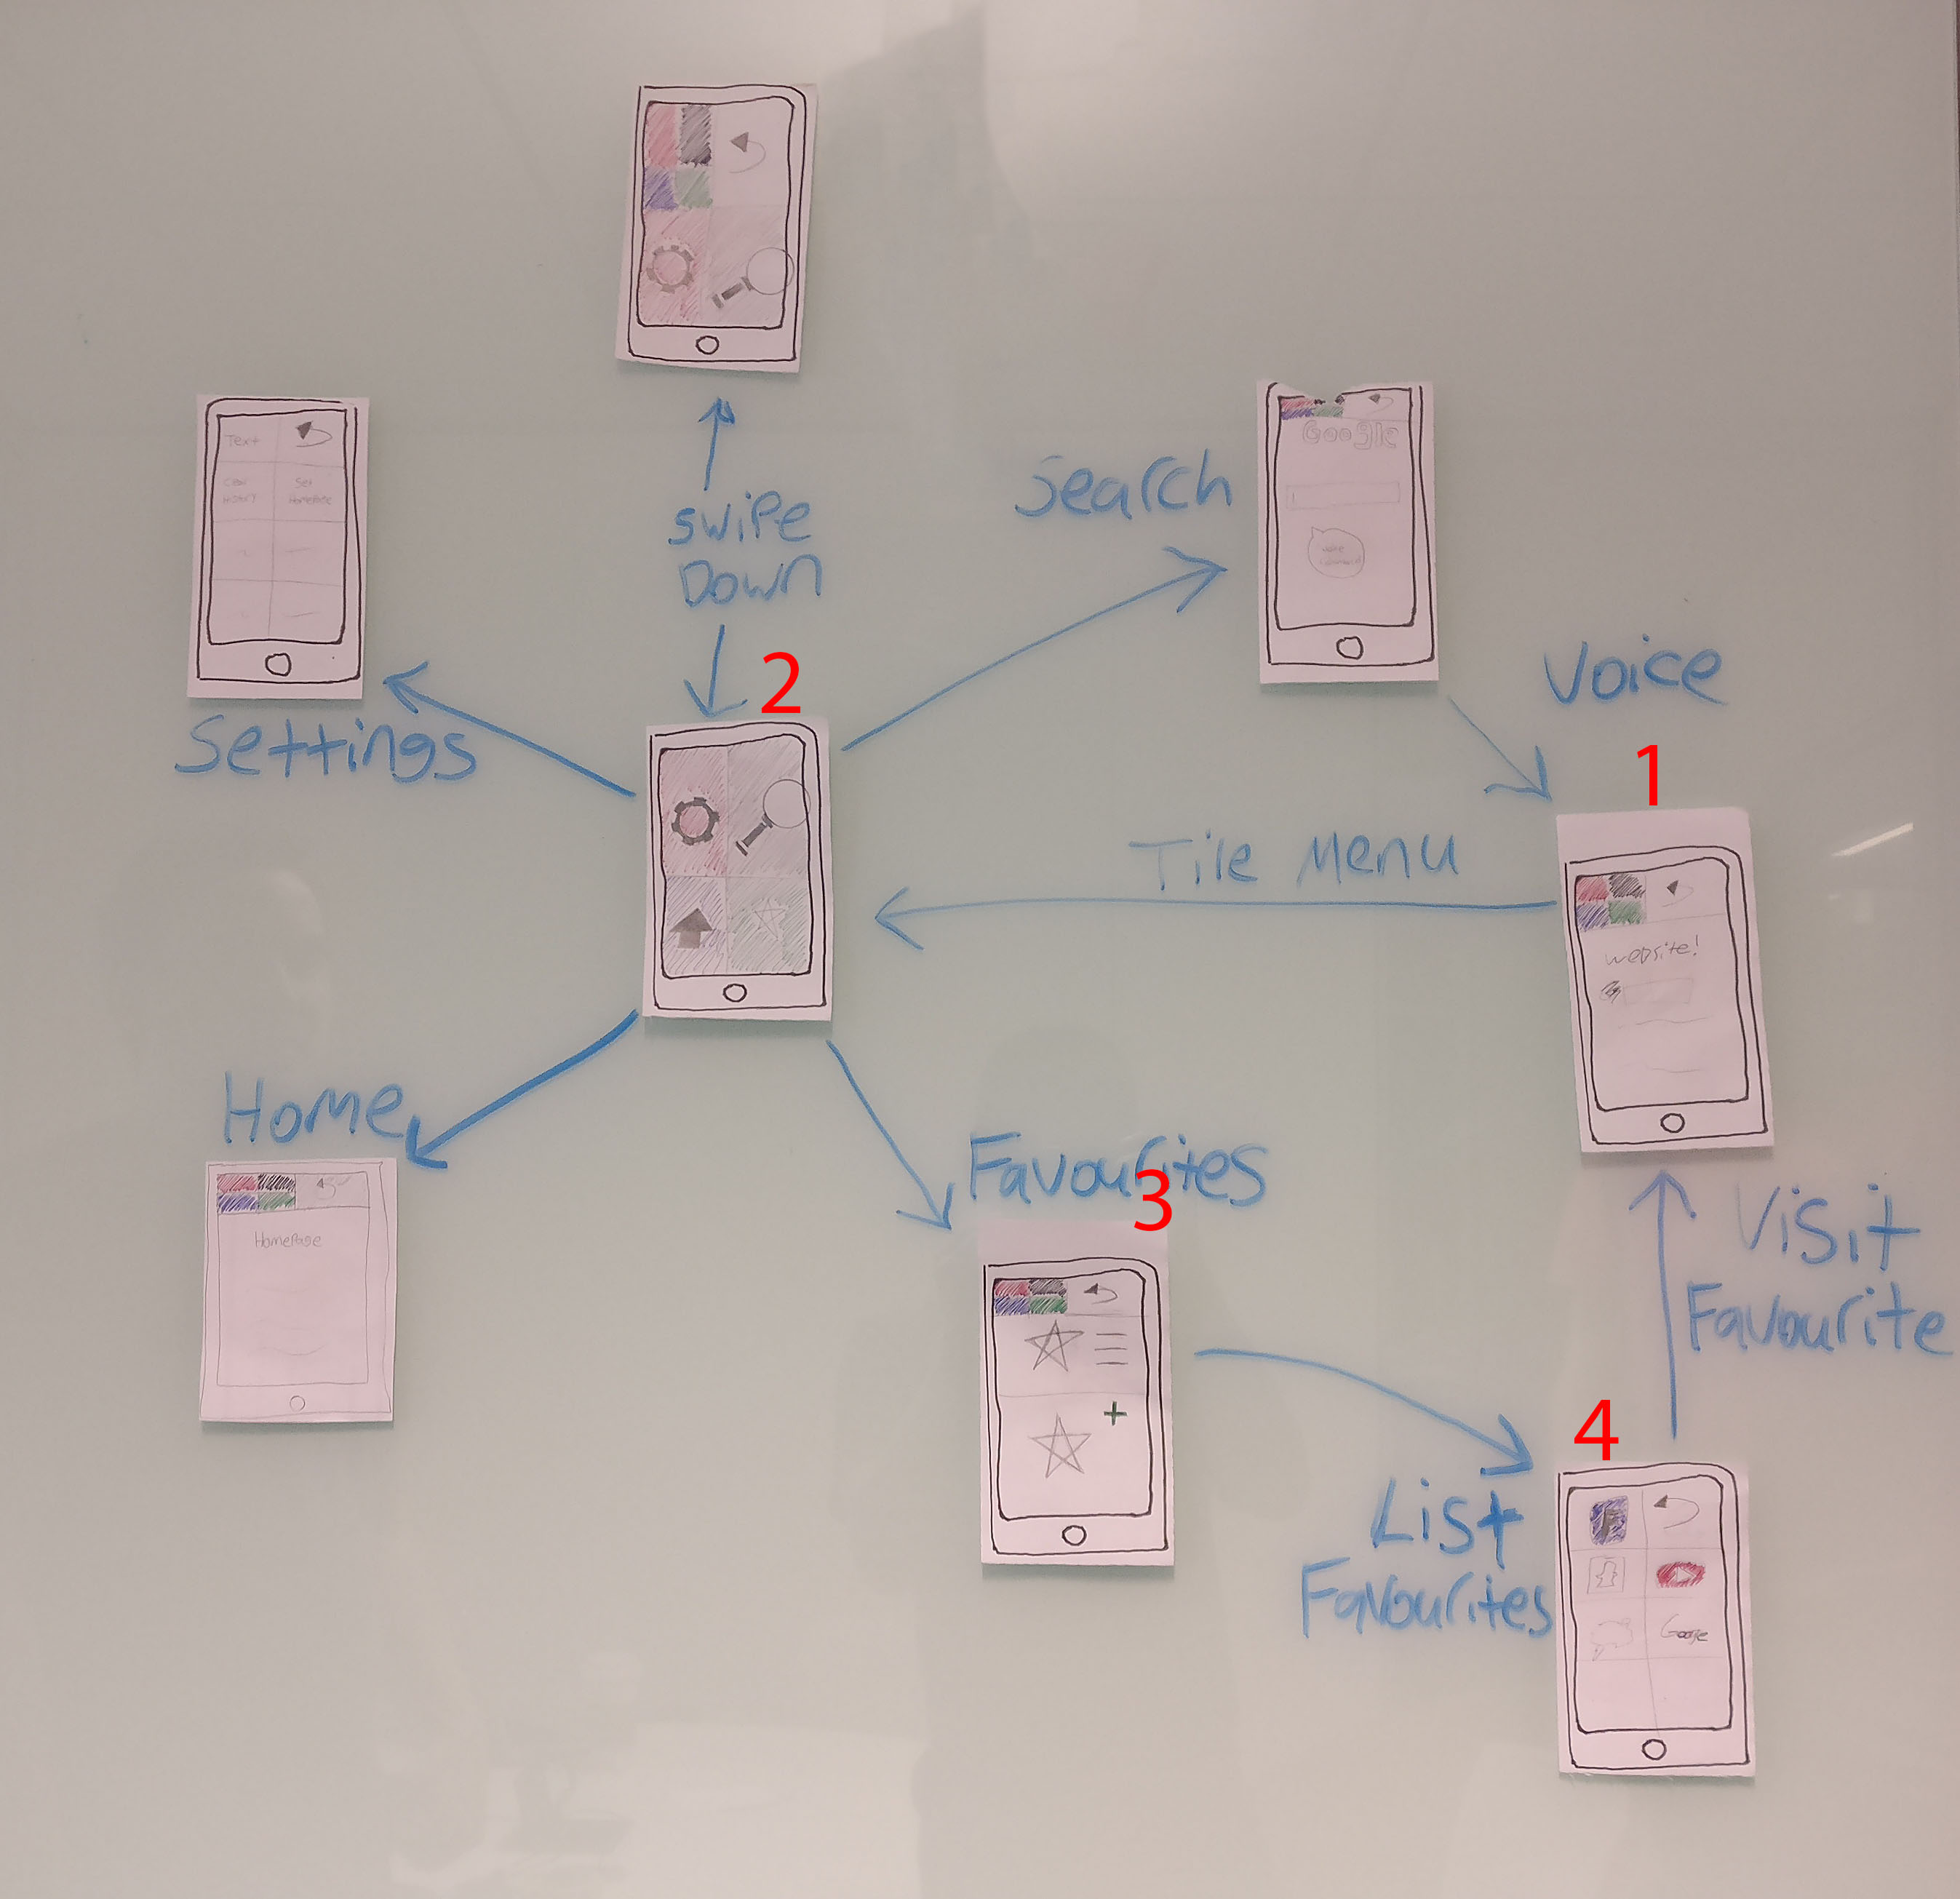 Text
Clear
History
Set
HomePage
Settings
SWiPe
Down
Search
Google
Voice
Command
Voice
2
1
Tile Menu
website!
Home
HomePage
Favourites
3
Visit
Favourite
4
List
Favourites
F
Google